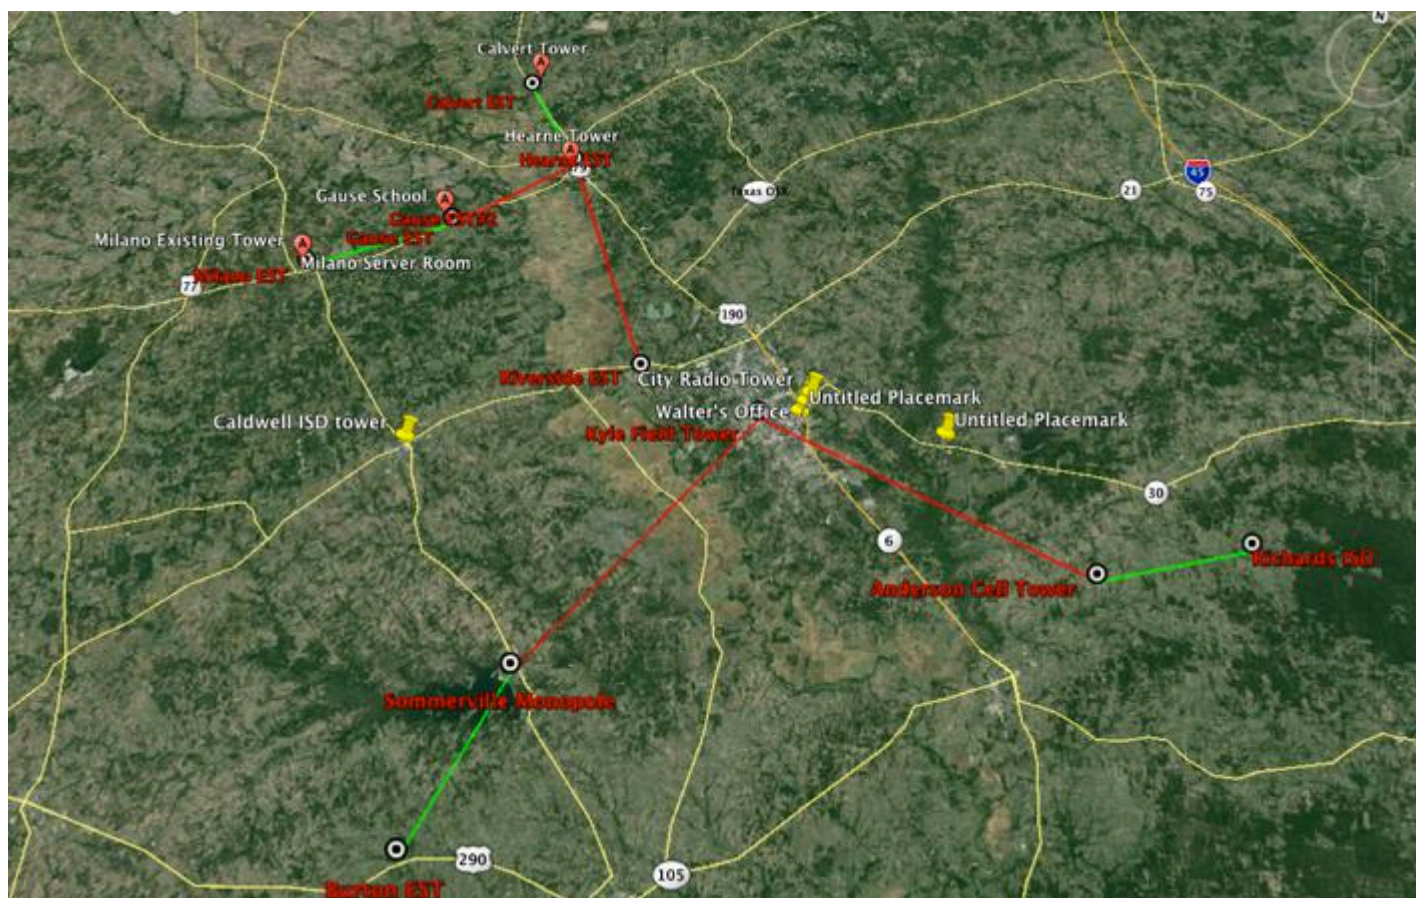 N
Calvert Tower
Calvert EST
Hearne Tower
Hearne EST
79
45
Texas OSR
21
75
Gause School
Gause EST
Milano Existing Tower
Milano Server Room
Milano EST
77
190
Riverside EST
City Radio Tower
Untitled Placemark
Walter's Office
Kyle Field Tower
Untitled Placemark
Caldwell ISD tower
30
6
Richards ISD
Anderson Cell Tower
Sommerville Monopole
290
105
Burton EST